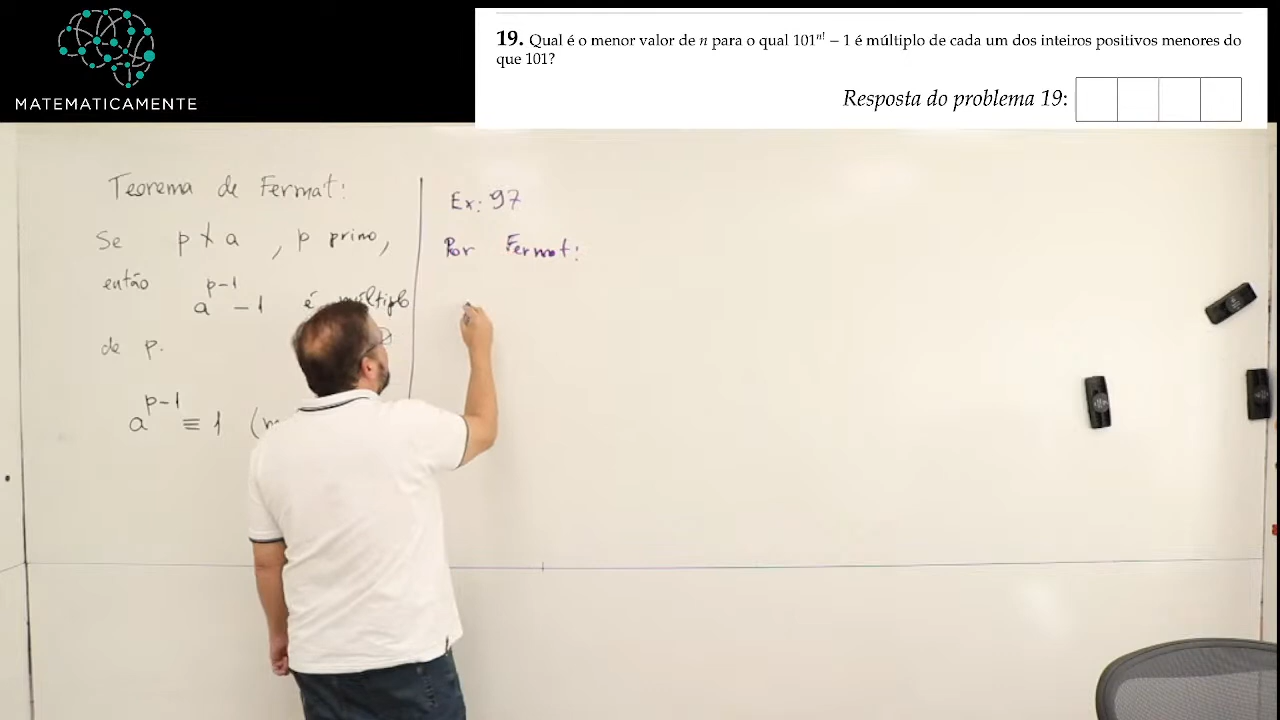 MATEMATICAMENTE
19. Qual é o menor valor de n para o qual 101^{n!} − 1 é múltiplo de cada um dos inteiros positivos menores do
que 101?
Resposta do problema 19:
Teorema de Fermat:
Se p ∤ a , p primo,
então a^{p-1} − 1 é múltiplo
de p.
a^{p-1} ≡ 1 (m
Ex: 97
Por Fermat: